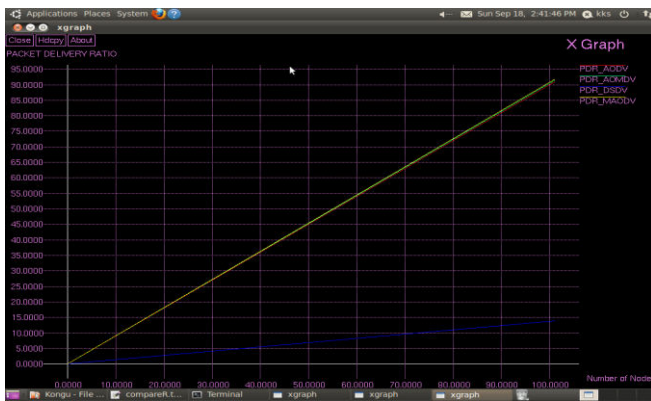 Applications Places System
Sun Sep 18, 2:41:46 PM
kks
xgraph
Close Hdcpy About
X Graph
PACKET DELIVERY RATIO
PDR_AODV
PDR_AOMDV
PDR_DSDV
PDR_MAODV
95.0000
90.0000
85.0000
80.0000
75.0000
70.0000
65.0000
60.0000
55.0000
50.0000
45.0000
40.0000
35.0000
30.0000
25.0000
20.0000
15.0000
10.0000
5.0000
0.0000
0.0000 10.0000 20.0000 30.0000 40.0000 50.0000 60.0000 70.0000 80.0000 90.0000 100.0000
Number of Node
Kongu - File ... compareft.t... Terminal xgraph xgraph xgraph